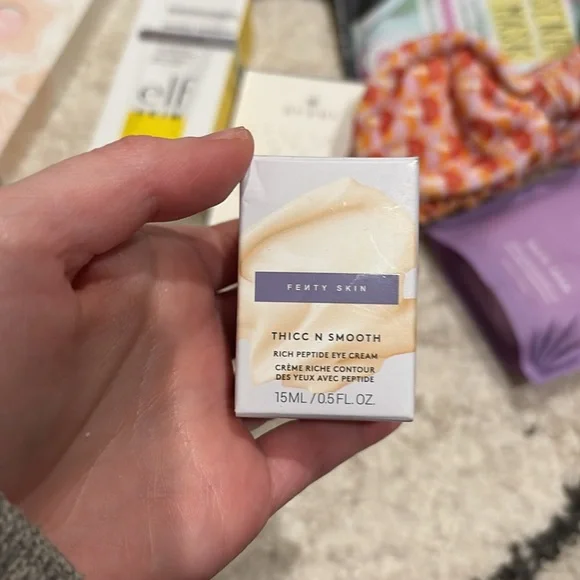 elf
FEИTY SKIN
THICC N SMOOTH
RICH PEPTIDE EYE CREAM
CRÈME RICHE CONTOUR
DES YEUX AVEC PEPTIDE
15ML / 0.5 FL. OZ.